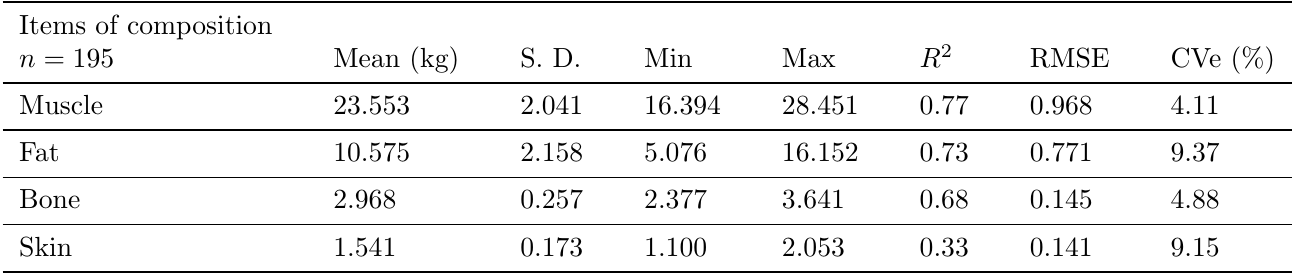 Items of composition
n = 195 Mean (kg) S. D. Min Max R² RMSE CVe (%)
Muscle 23.553 2.041 16.394 28.451 0.77 0.968 4.11
Fat 10.575 2.158 5.076 16.152 0.73 0.771 9.37
Bone 2.968 0.257 2.377 3.641 0.68 0.145 4.88
Skin 1.541 0.173 1.100 2.053 0.33 0.141 9.15